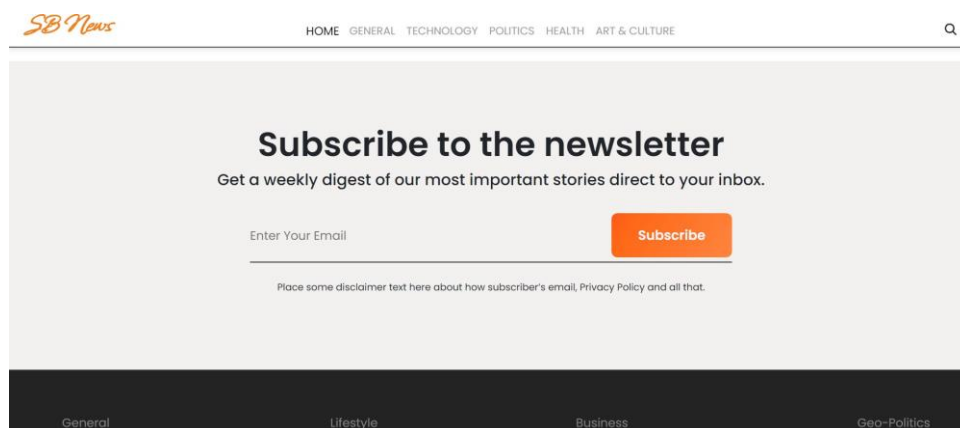 SB News
HOME GENERAL TECHNOLOGY POLITICS HEALTH ART & CULTURE
Subscribe to the newsletter
Get a weekly digest of our most important stories direct to your inbox.
Enter Your Email Subscribe
Place some disclaimer text here about how subscriber's email, Privacy Policy and all that.
General Lifestyle Business Geo-Politics